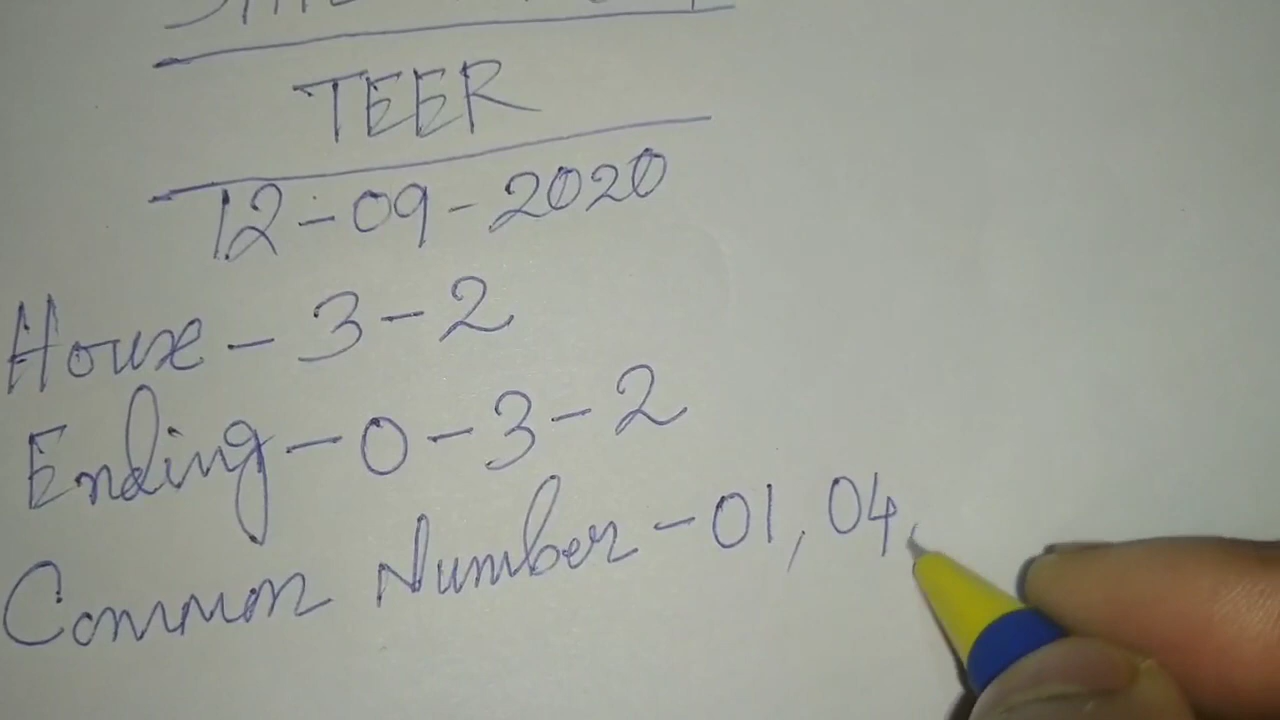 TEER
12-09-2020
House - 3 - 2
Ending - 0 - 3 - 2
Common Number - 01, 04,